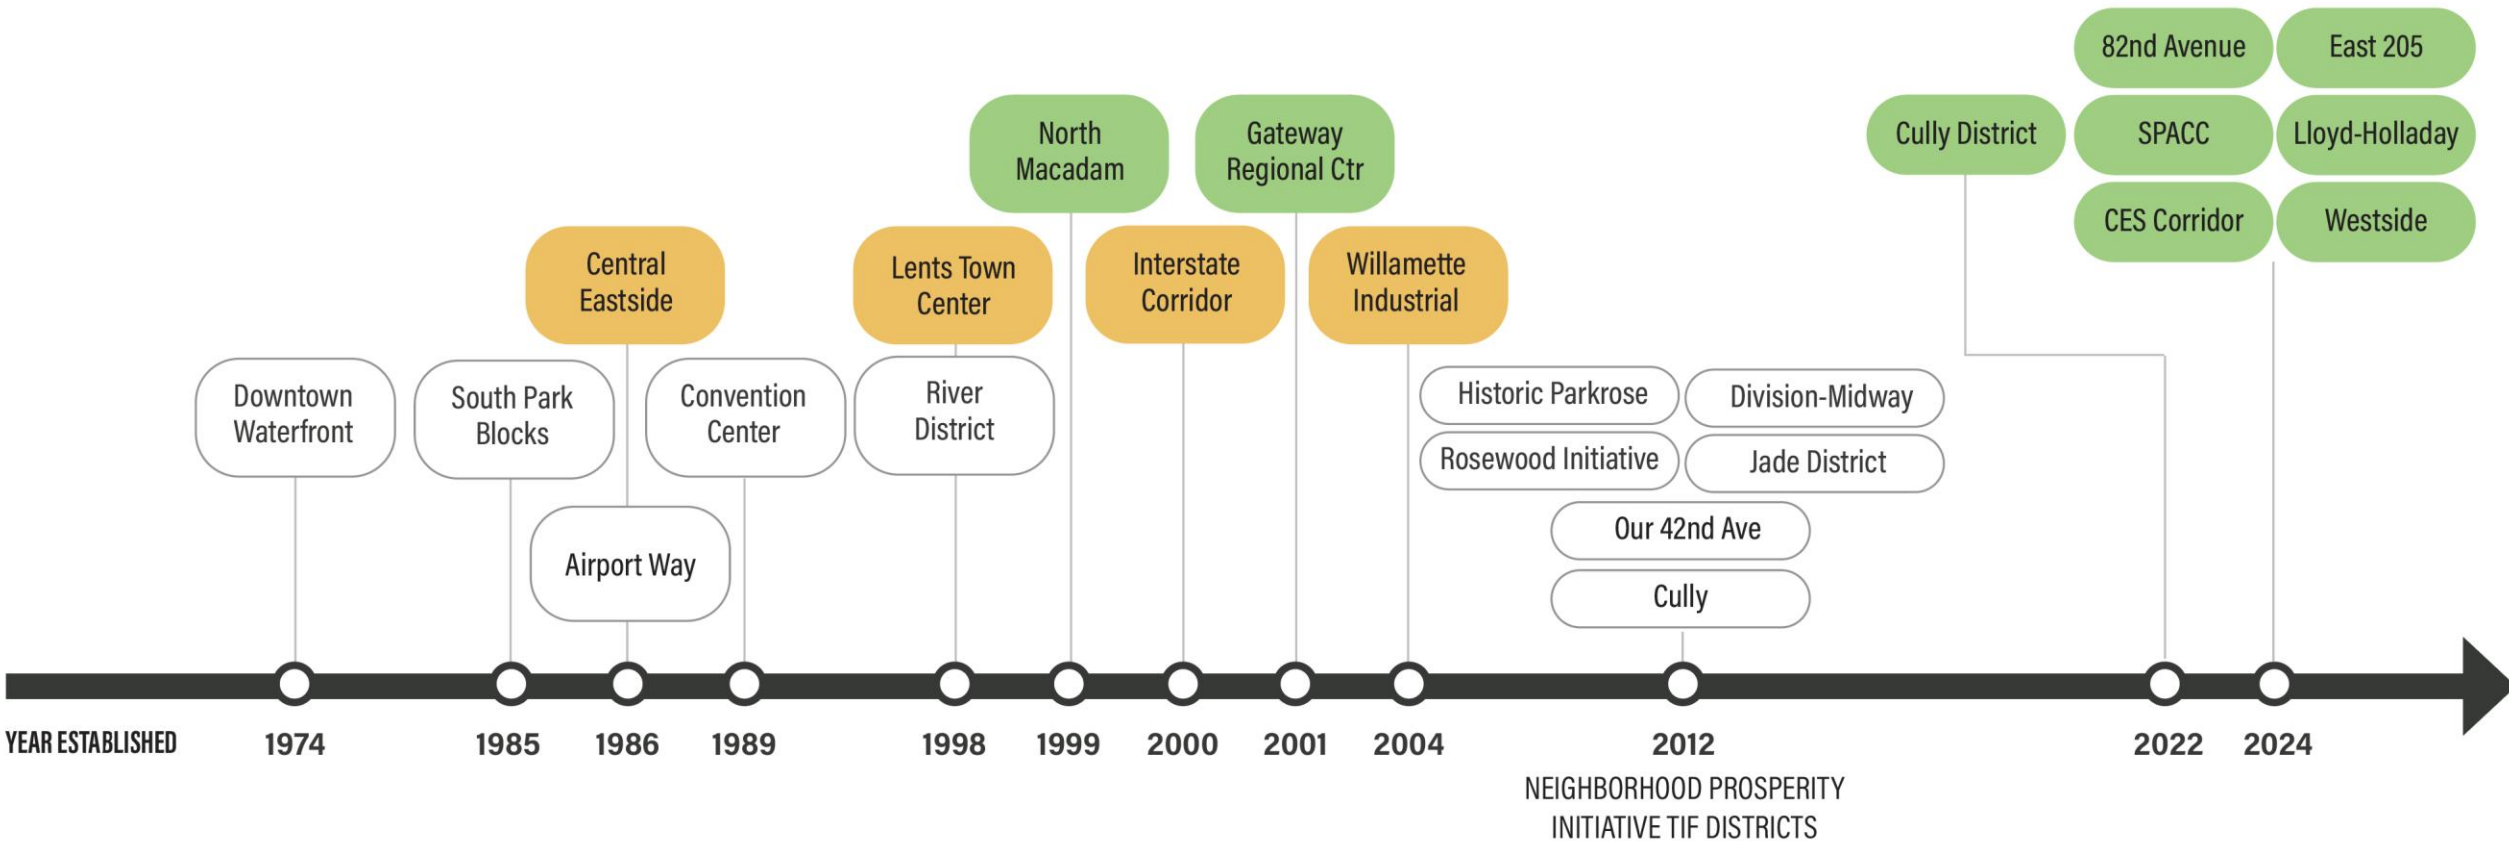 82nd Avenue
East 205
North
Macadam
Gateway
Regional Ctr
Cully District
SPACC
Lloyd-Holladay
CES Corridor
Westside
Central
Eastside
Lents Town
Center
Interstate
Corridor
Willamette
Industrial
Downtown
Waterfront
South Park
Blocks
Convention
Center
River
District
Historic Parkrose
Division-Midway
Rosewood Initiative
Jade District
Airport Way
Our 42nd Ave
Cully
YEAR ESTABLISHED
1974
1985
1986
1989
1998
1999
2000
2001
2004
2012
2022
2024
NEIGHBORHOOD PROSPERITY
INITIATIVE TIF DISTRICTS